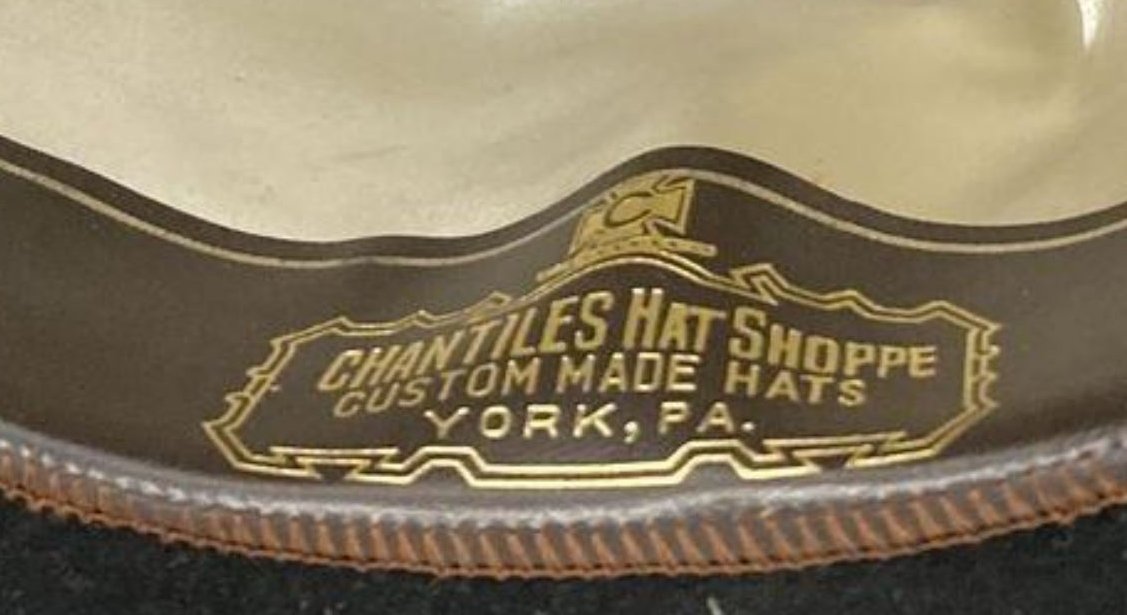 C
CHANTILES HAT SHOPPE
CUSTOM MADE HATS
YORK, PA.